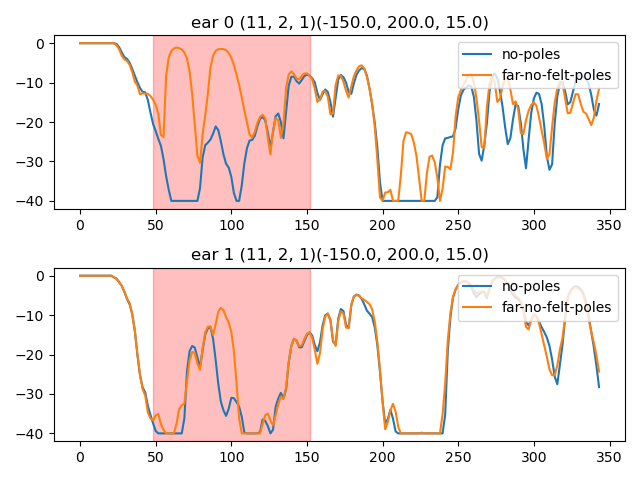 ear 0 (11, 2, 1)(-150.0, 200.0, 15.0)
0
−10
−20
−30
−40
no-poles
far-no-felt-poles
0 50 100 150 200 250 300 350
ear 1 (11, 2, 1)(-150.0, 200.0, 15.0)
0
−10
−20
−30
−40
no-poles
far-no-felt-poles
0 50 100 150 200 250 300 350